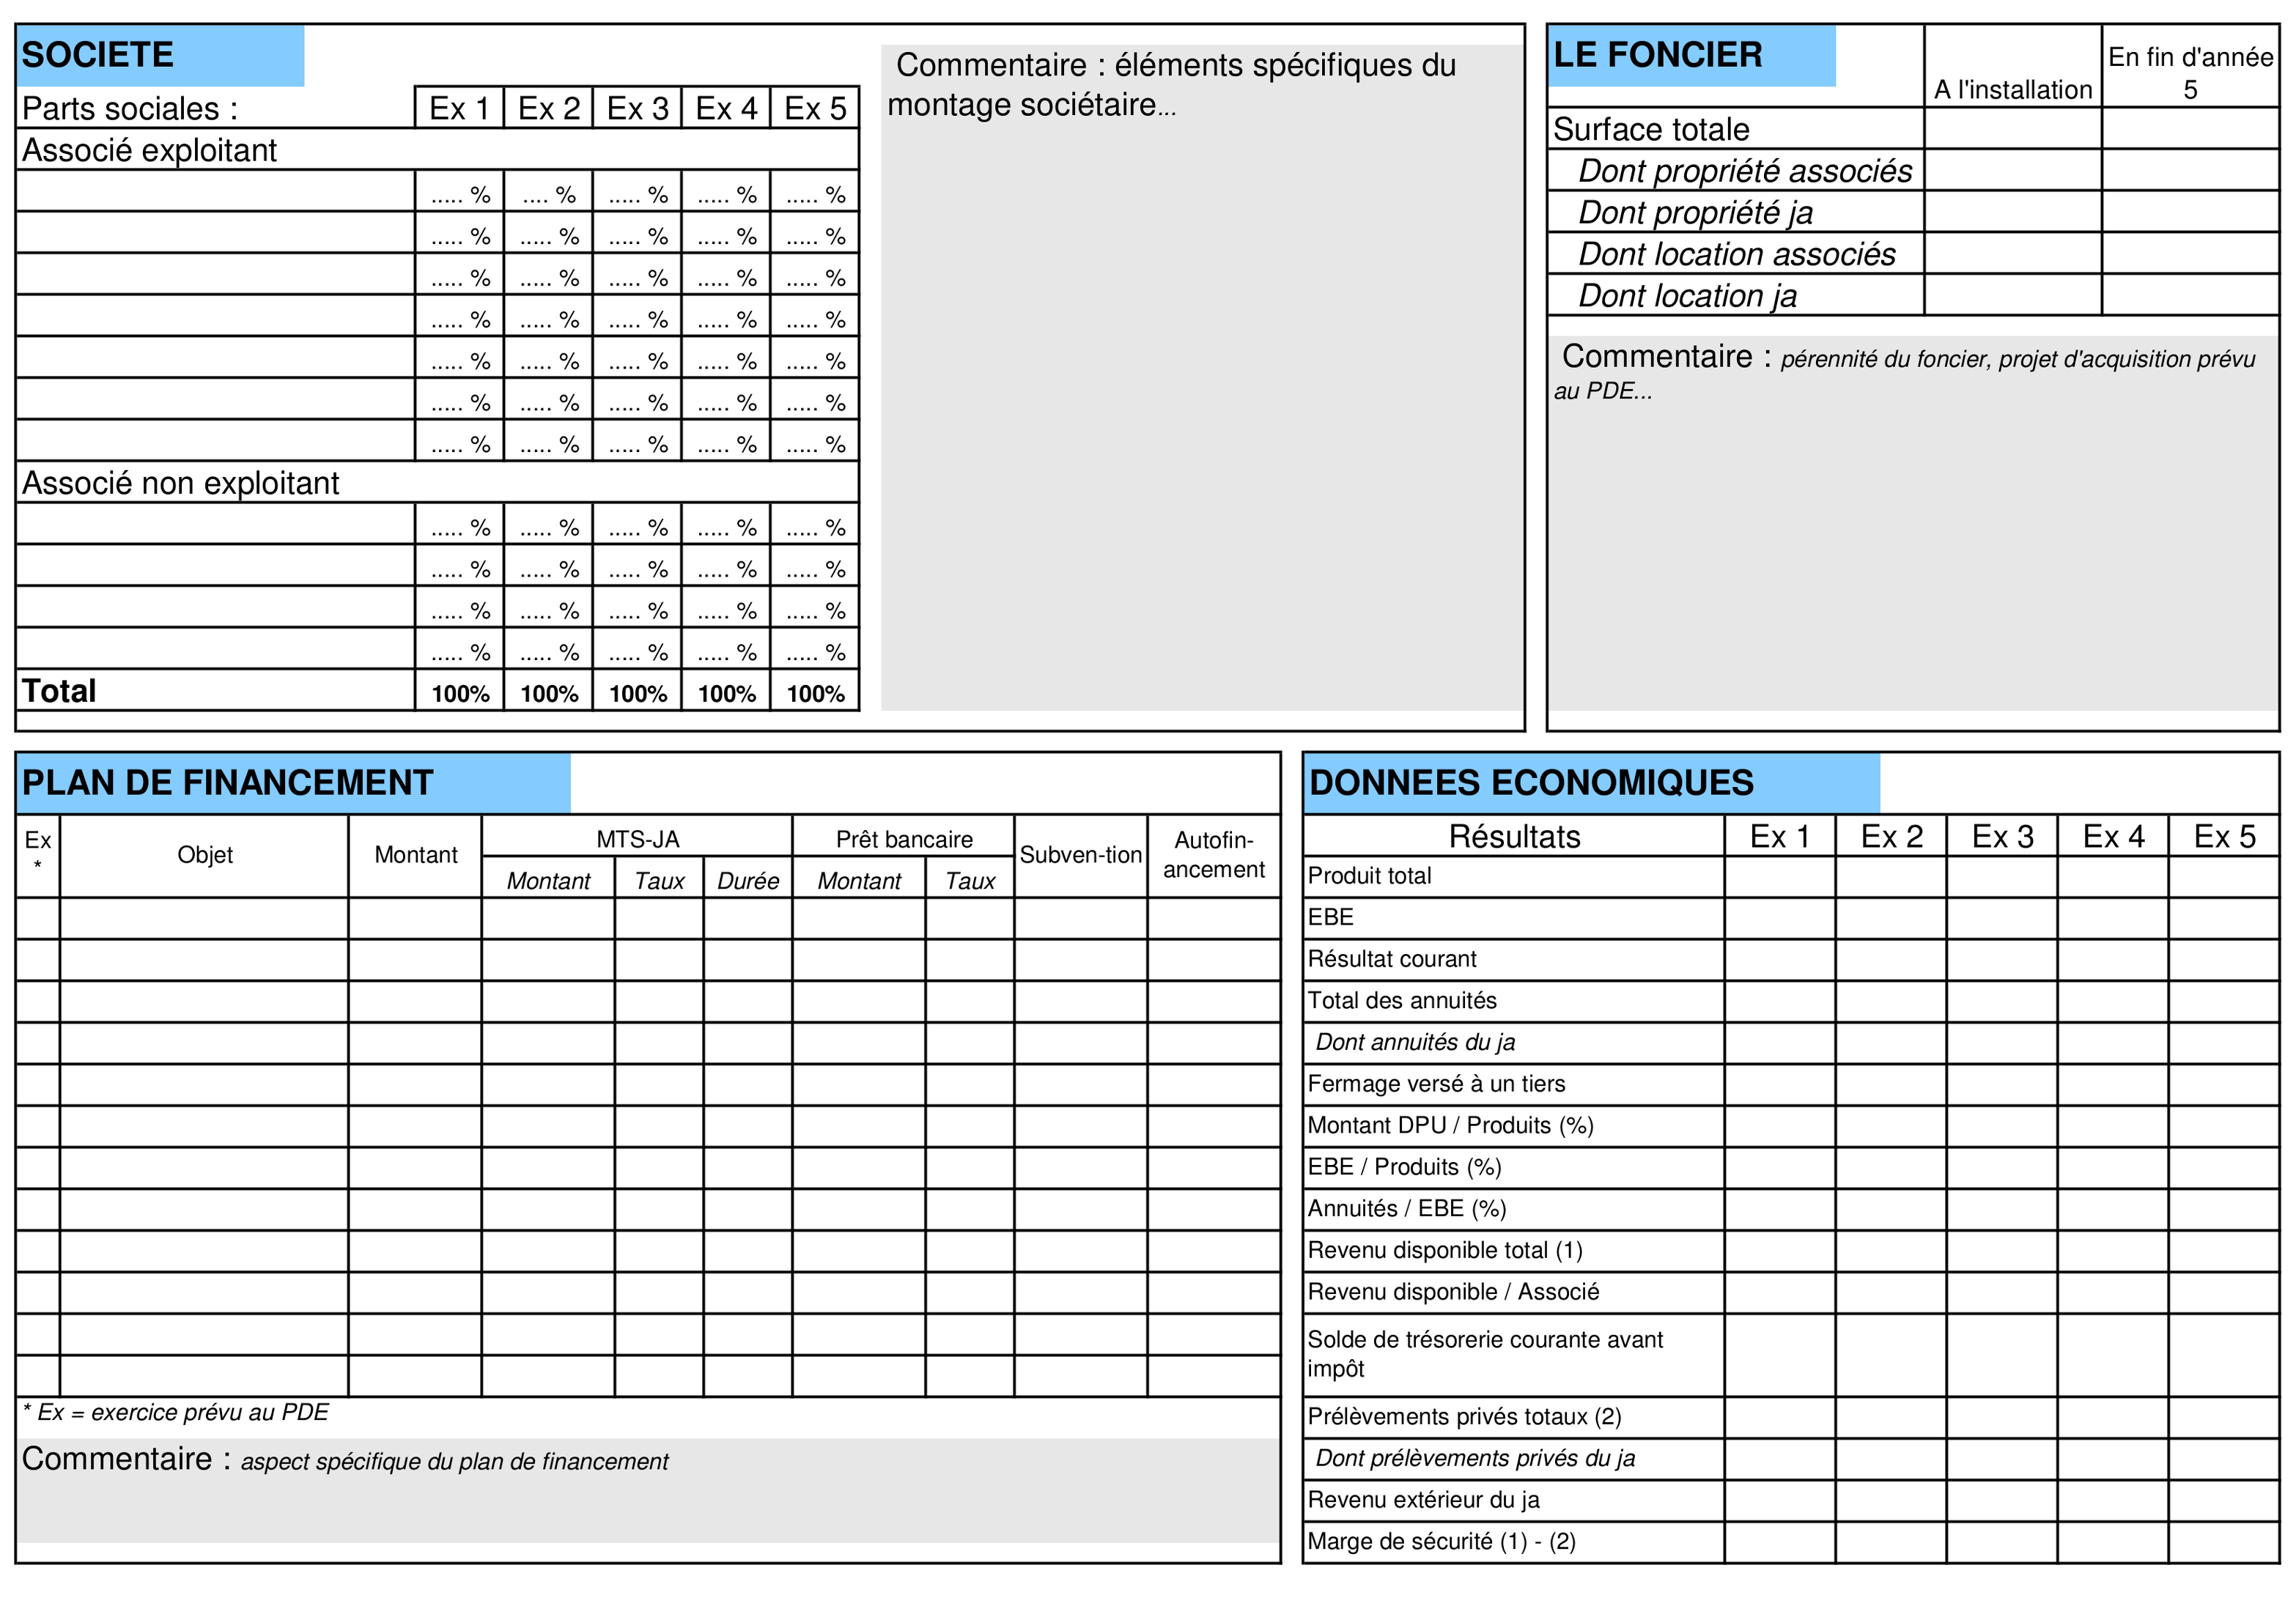 SOCIETE
Parts sociales : Ex 1 Ex 2 Ex 3 Ex 4 Ex 5
Associé exploitant
..... % .... % ..... % ..... % ..... %
..... % ..... % ..... % ..... % ..... %
..... % ..... % ..... % ..... % ..... %
..... % ..... % ..... % ..... % ..... %
..... % ..... % ..... % ..... % ..... %
..... % ..... % ..... % ..... % ..... %
..... % ..... % ..... % ..... % ..... %
Associé non exploitant
..... % ..... % ..... % ..... % ..... %
..... % ..... % ..... % ..... % ..... %
..... % ..... % ..... % ..... % ..... %
..... % ..... % ..... % ..... % ..... %
Total 100% 100% 100% 100% 100%
Commentaire : éléments spécifiques du
montage sociétaire...
LE FONCIER
A l'installation
En fin d'année
5
Surface totale
Dont propriété associés
Dont propriété ja
Dont location associés
Dont location ja
Commentaire : pérennité du foncier, projet d'acquisition prévu
au PDE...
PLAN DE FINANCEMENT
Ex
*
Objet
Montant
MTS-JA
Montant Taux Durée
Prêt bancaire
Montant Taux
Subven-tion
Autofin-
ancement
* Ex = exercice prévu au PDE
Commentaire : aspect spécifique du plan de financement
DONNEES ECONOMIQUES
Résultats Ex 1 Ex 2 Ex 3 Ex 4 Ex 5
Produit total
EBE
Résultat courant
Total des annuités
Dont annuités du ja
Fermage versé à un tiers
Montant DPU / Produits (%)
EBE / Produits (%)
Annuités / EBE (%)
Revenu disponible total (1)
Revenu disponible / Associé
Solde de trésorerie courante avant
impôt
Prélèvements privés totaux (2)
Dont prélèvements privés du ja
Revenu extérieur du ja
Marge de sécurité (1) - (2)